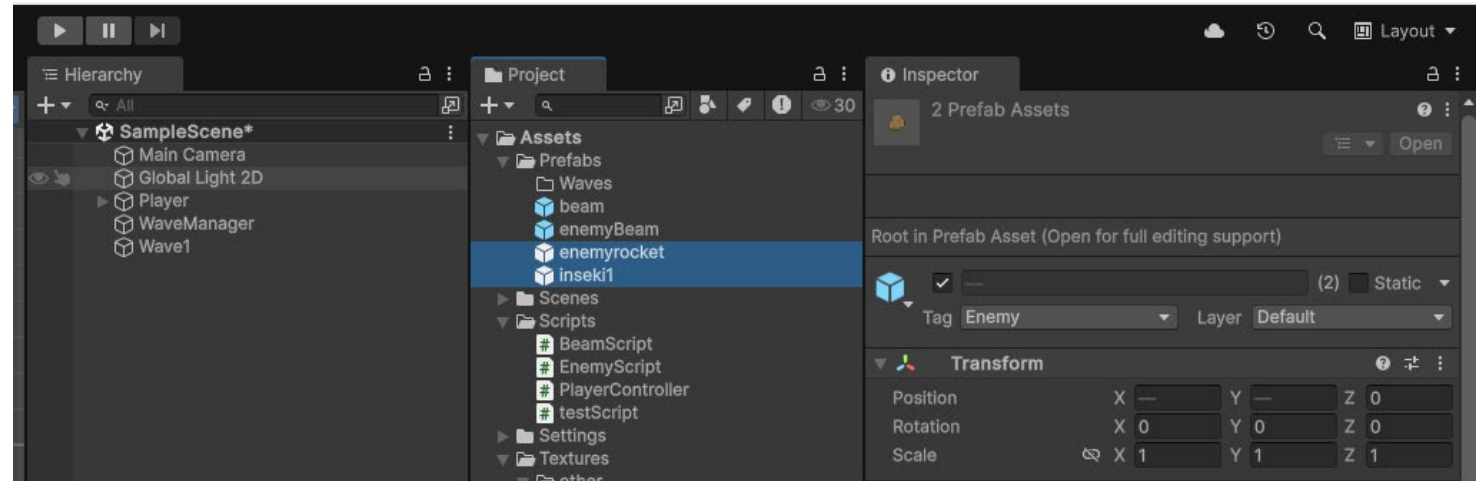 Layout
Hierarchy
All
SampleScene*
Main Camera
Global Light 2D
Player
WaveManager
Wave1
Project
30
Assets
Prefabs
Waves
beam
enemyBeam
enemyrocket
inseki1
Scenes
Scripts
BeamScript
EnemyScript
PlayerController
testScript
Settings
Textures
other
Inspector
2 Prefab Assets
Open
Root in Prefab Asset (Open for full editing support)
— (2) Static
Tag Enemy Layer Default
Transform
Position X — Y — Z 0
Rotation X 0 Y 0 Z 0
Scale X 1 Y 1 Z 1